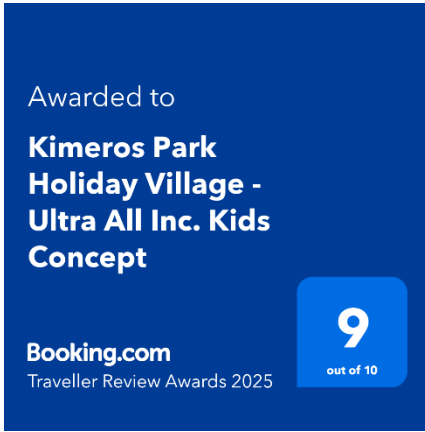 Awarded to
Kimeros Park
Holiday Village -
Ultra All Inc. Kids
Concept
9
out of 10
Booking.com
Traveller Review Awards 2025